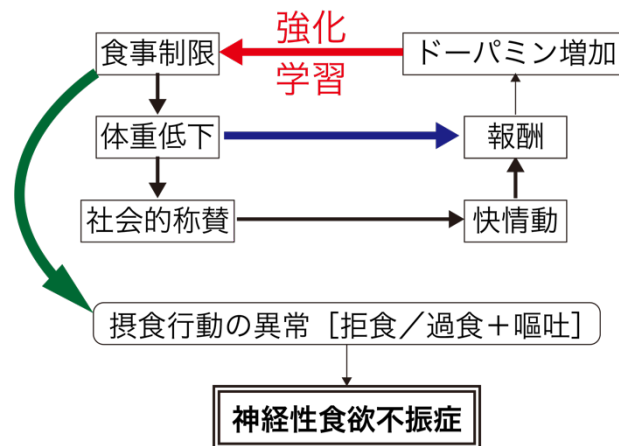 食事制限
強化
学習
ドーパミン増加
体重低下
報酬
社会的称賛
快情動
摂食行動の異常［拒食／過食＋嘔吐］
神経性食欲不振症